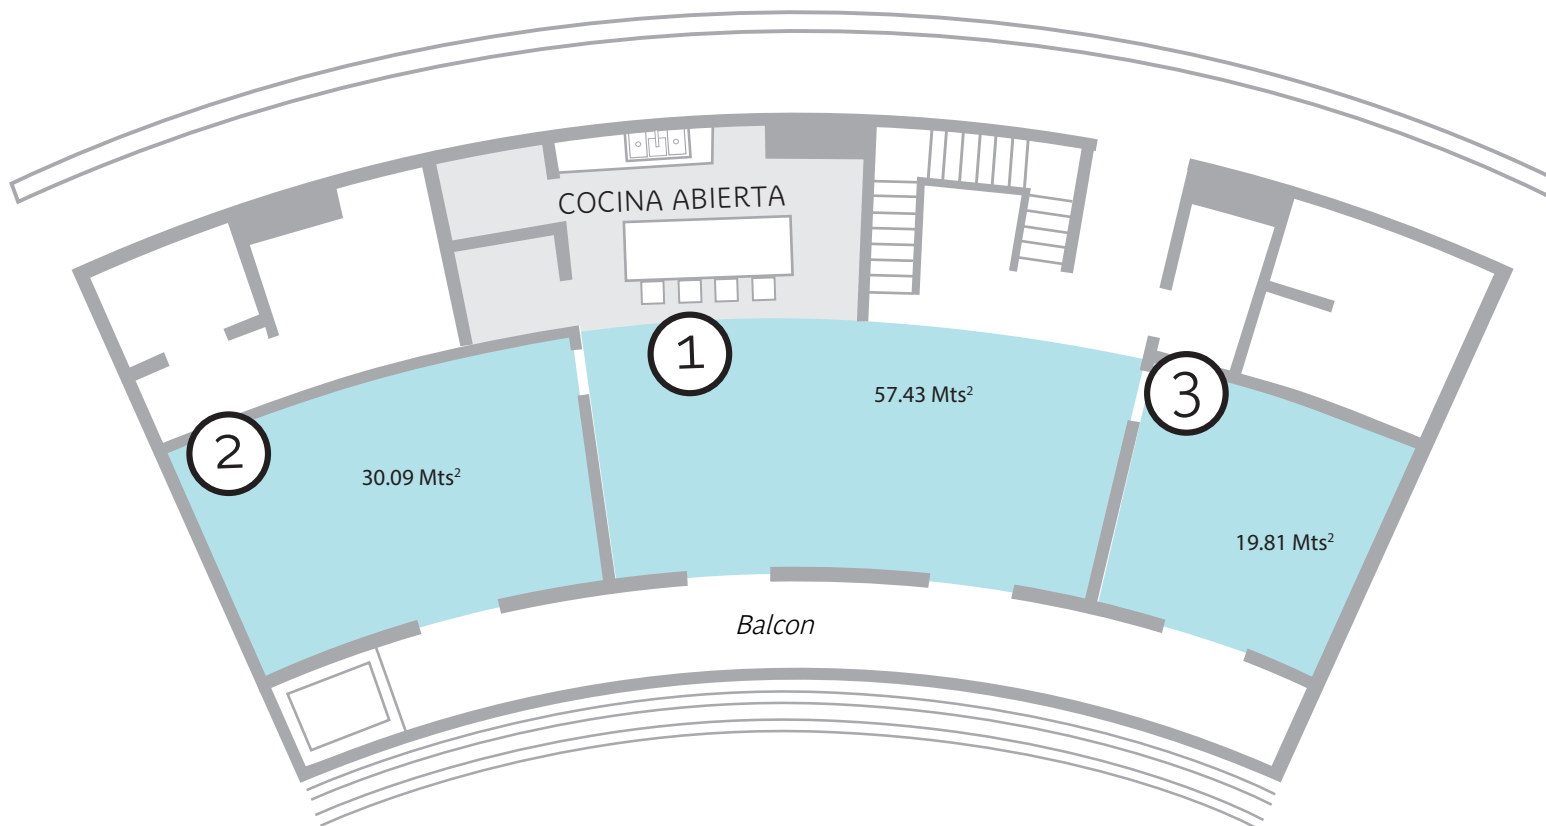 COCINA ABIERTA
1
57.43 Mts²
3
2
30.09 Mts²
19.81 Mts²
Balcon